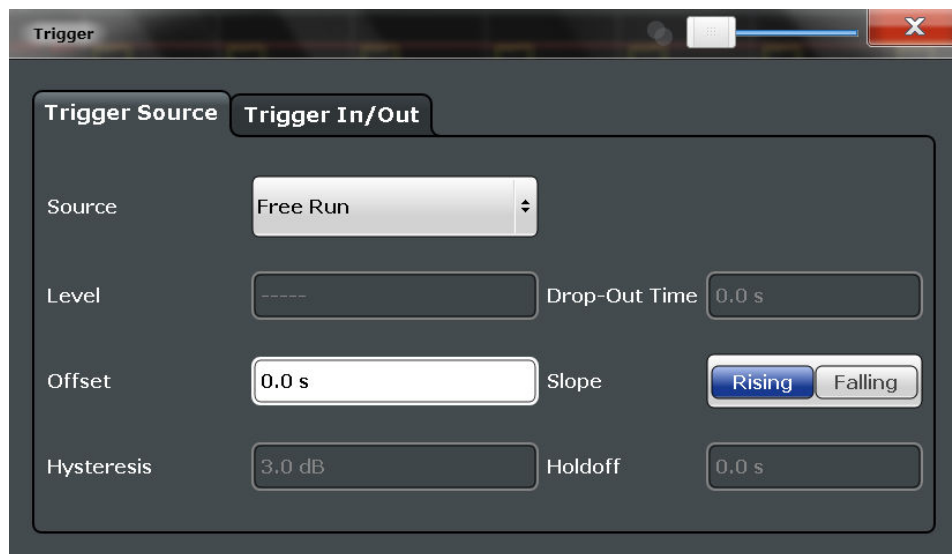 Trigger
X
Trigger Source Trigger In/Out
Source Free Run
Level ----- Drop-Out Time 0.0 s
Offset 0.0 s Slope Rising Falling
Hysteresis 3.0 dB Holdoff 0.0 s